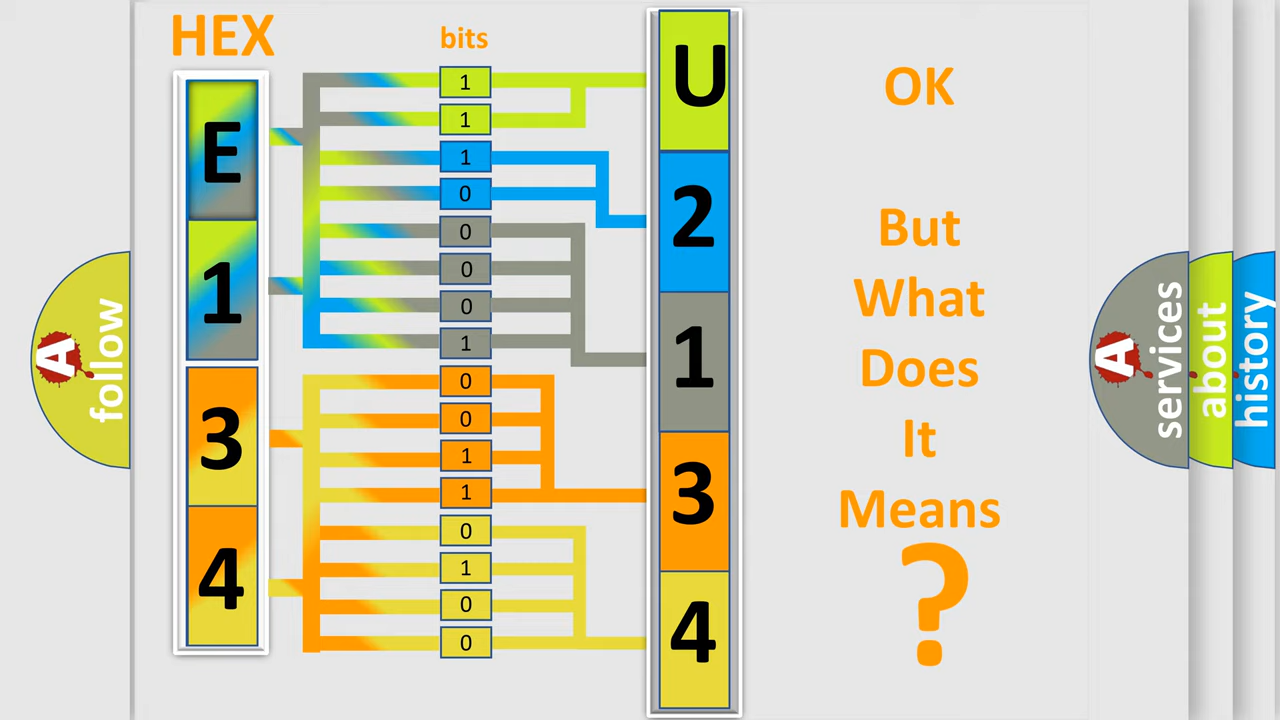 HEX
bits
E
1
3
4
1
1
1
0
0
0
0
1
0
0
1
1
0
1
0
0
U
2
1
3
4
OK
But
What
Does
It
Means
?
A
follow
A
services
about
history